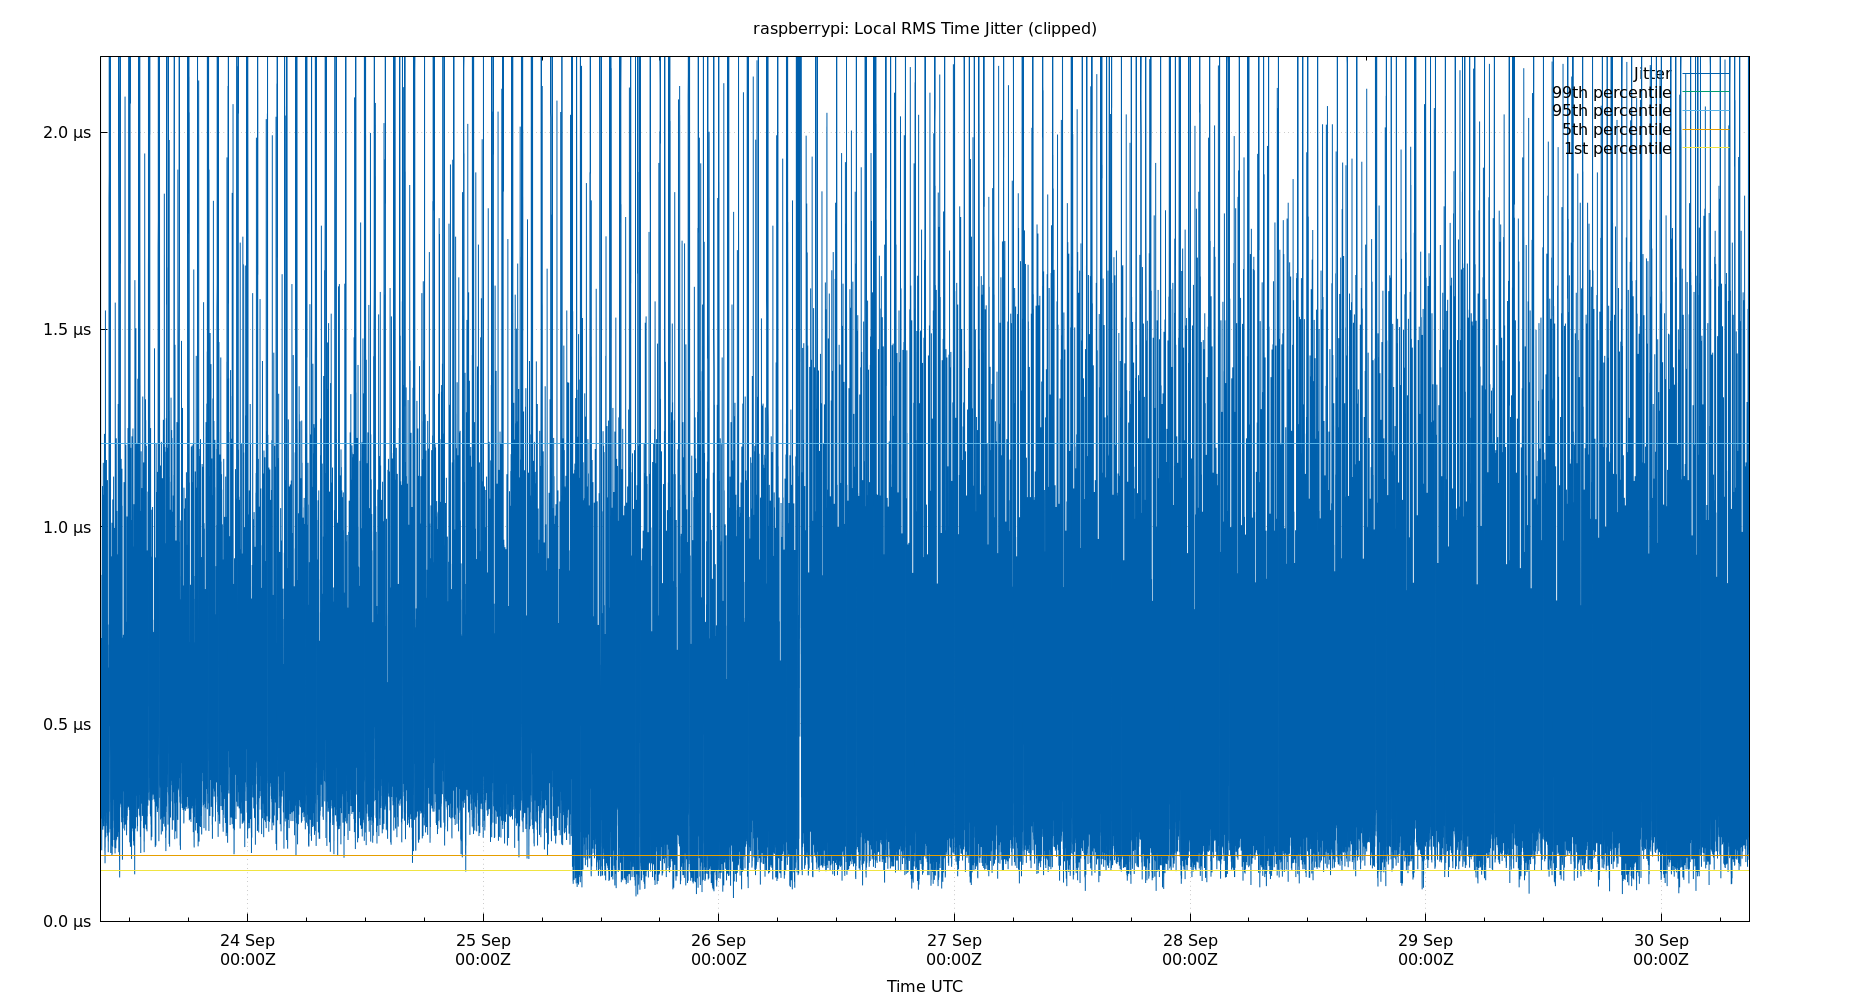 raspberrypi: Local RMS Time Jitter (clipped)
Jitter
99th percentile
95th percentile
5th percentile
1st percentile
2.0 µs
1.5 µs
1.0 µs
0.5 µs
0.0 µs
24 Sep
00:00Z
25 Sep
00:00Z
26 Sep
00:00Z
27 Sep
00:00Z
28 Sep
00:00Z
29 Sep
00:00Z
30 Sep
00:00Z
Time UTC